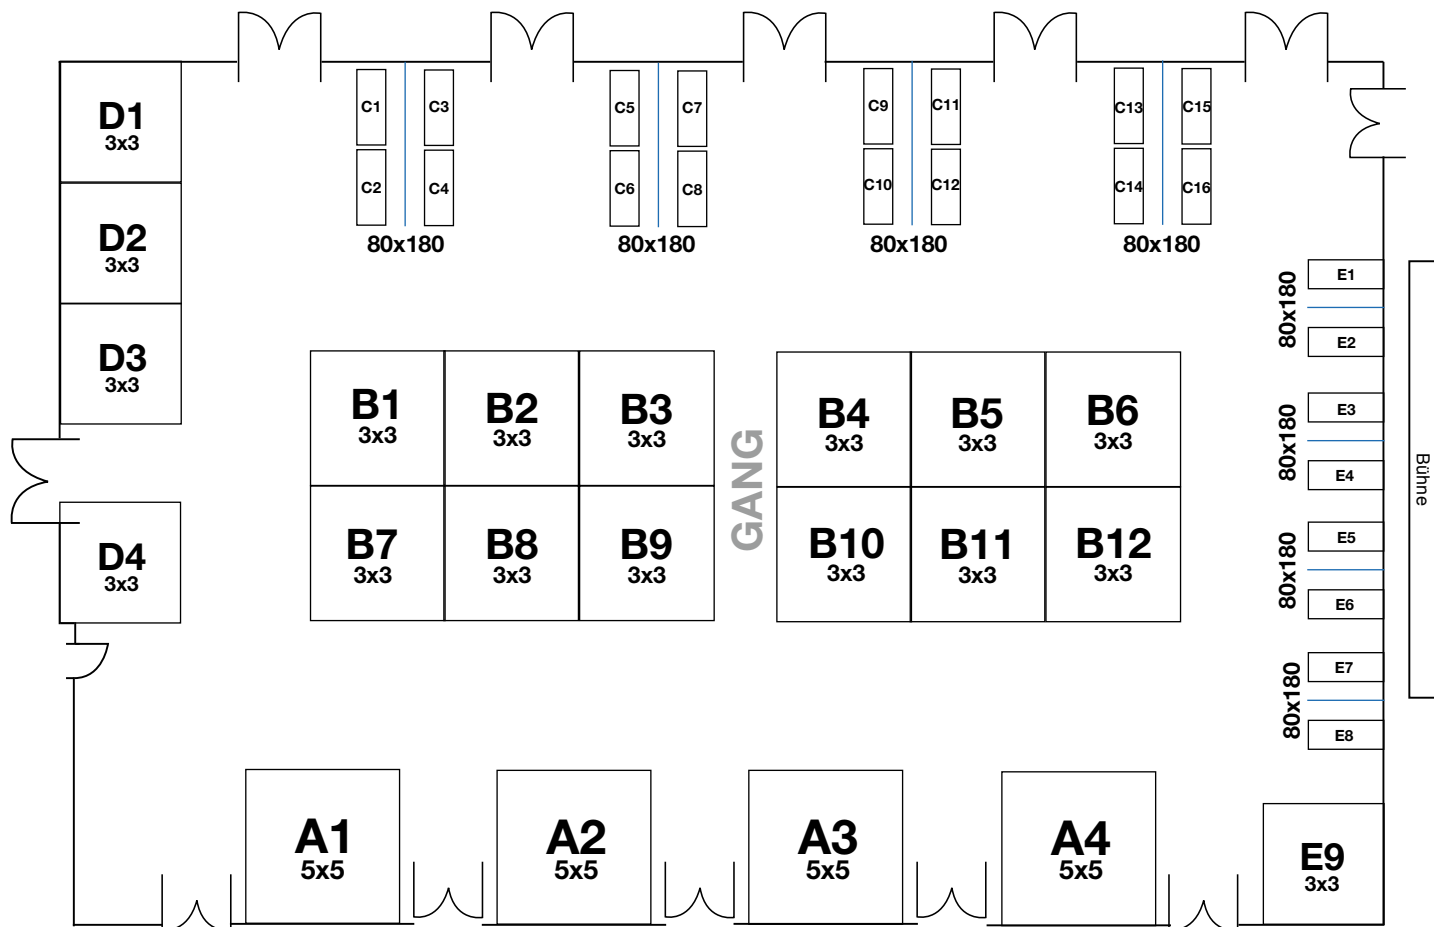 D1
3x3
D2
3x3
D3
3x3
D4
3x3
C1
C3
C2
C4
80x180
C5
C7
C6
C8
80x180
C9
C11
C10
C12
80x180
C13
C15
C14
C16
80x180
B1
3x3
B2
3x3
B3
3x3
B7
3x3
B8
3x3
B9
3x3
GANG
B4
3x3
B5
3x3
B6
3x3
B10
3x3
B11
3x3
B12
3x3
E1
80x180
E2
E3
80x180
E4
E5
80x180
E6
E7
80x180
E8
Bühne
A1
5x5
A2
5x5
A3
5x5
A4
5x5
E9
3x3